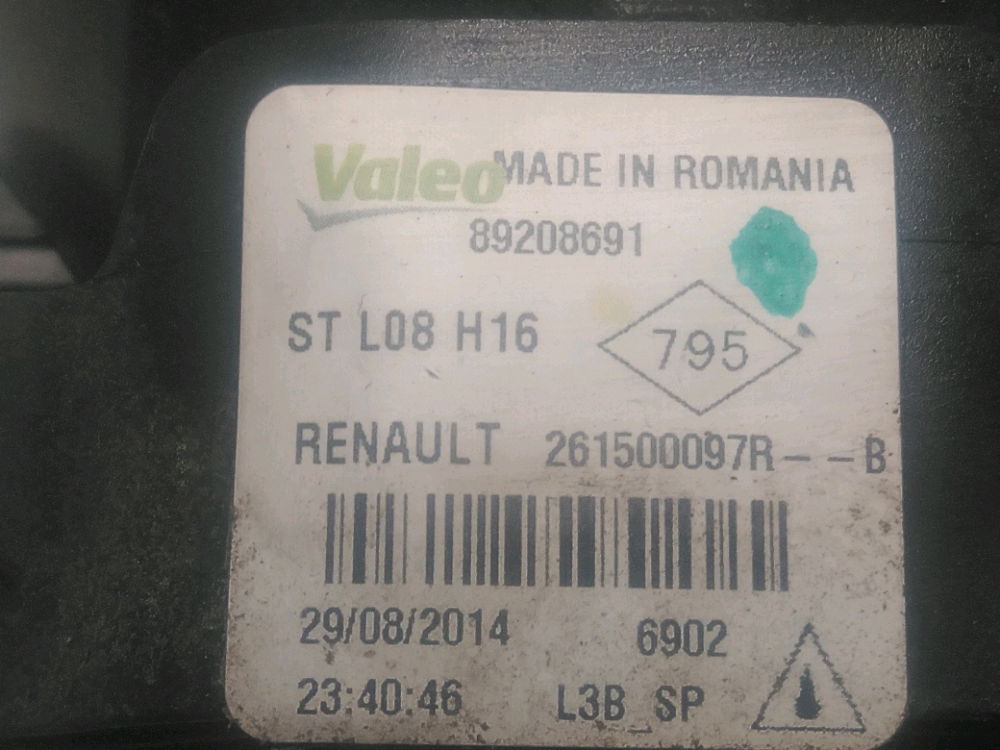 Valeo MADE IN ROMANIA
89208691
ST L08 H16
795
RENAULT 261500097R--B
29/08/2014 6902
23:40:46 L3B_SP